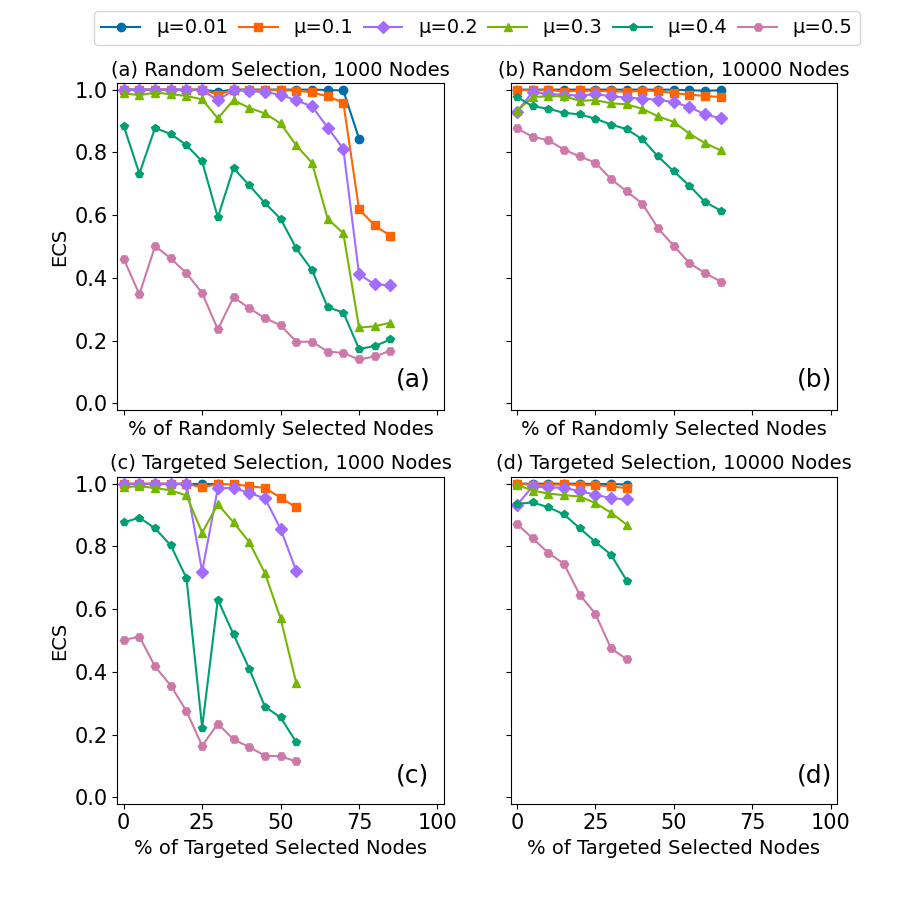 μ=0.01 μ=0.1 μ=0.2 μ=0.3 μ=0.4 μ=0.5
(a) Random Selection, 1000 Nodes
1.0
0.8
0.6
0.4
0.2
0.0
ECS
(a)
% of Randomly Selected Nodes
(b) Random Selection, 10000 Nodes
(b)
% of Randomly Selected Nodes
(c) Targeted Selection, 1000 Nodes
1.0
0.8
0.6
0.4
0.2
0.0
ECS
(c)
0 25 50 75 100
% of Targeted Selected Nodes
(d) Targeted Selection, 10000 Nodes
(d)
0 25 50 75 100
% of Targeted Selected Nodes